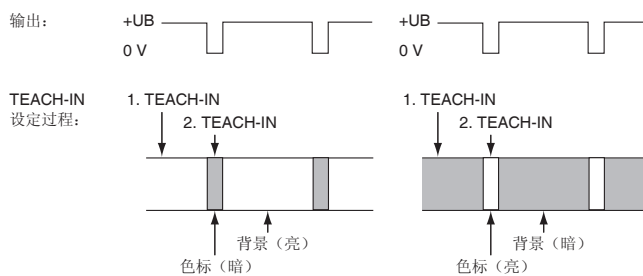 输出： +UB +UB
0 V 0 V
TEACH-IN 1. TEACH-IN 1. TEACH-IN
设定过程： 2. TEACH-IN 2. TEACH-IN
背景（亮） 背景（暗）
色标（暗） 色标（亮）